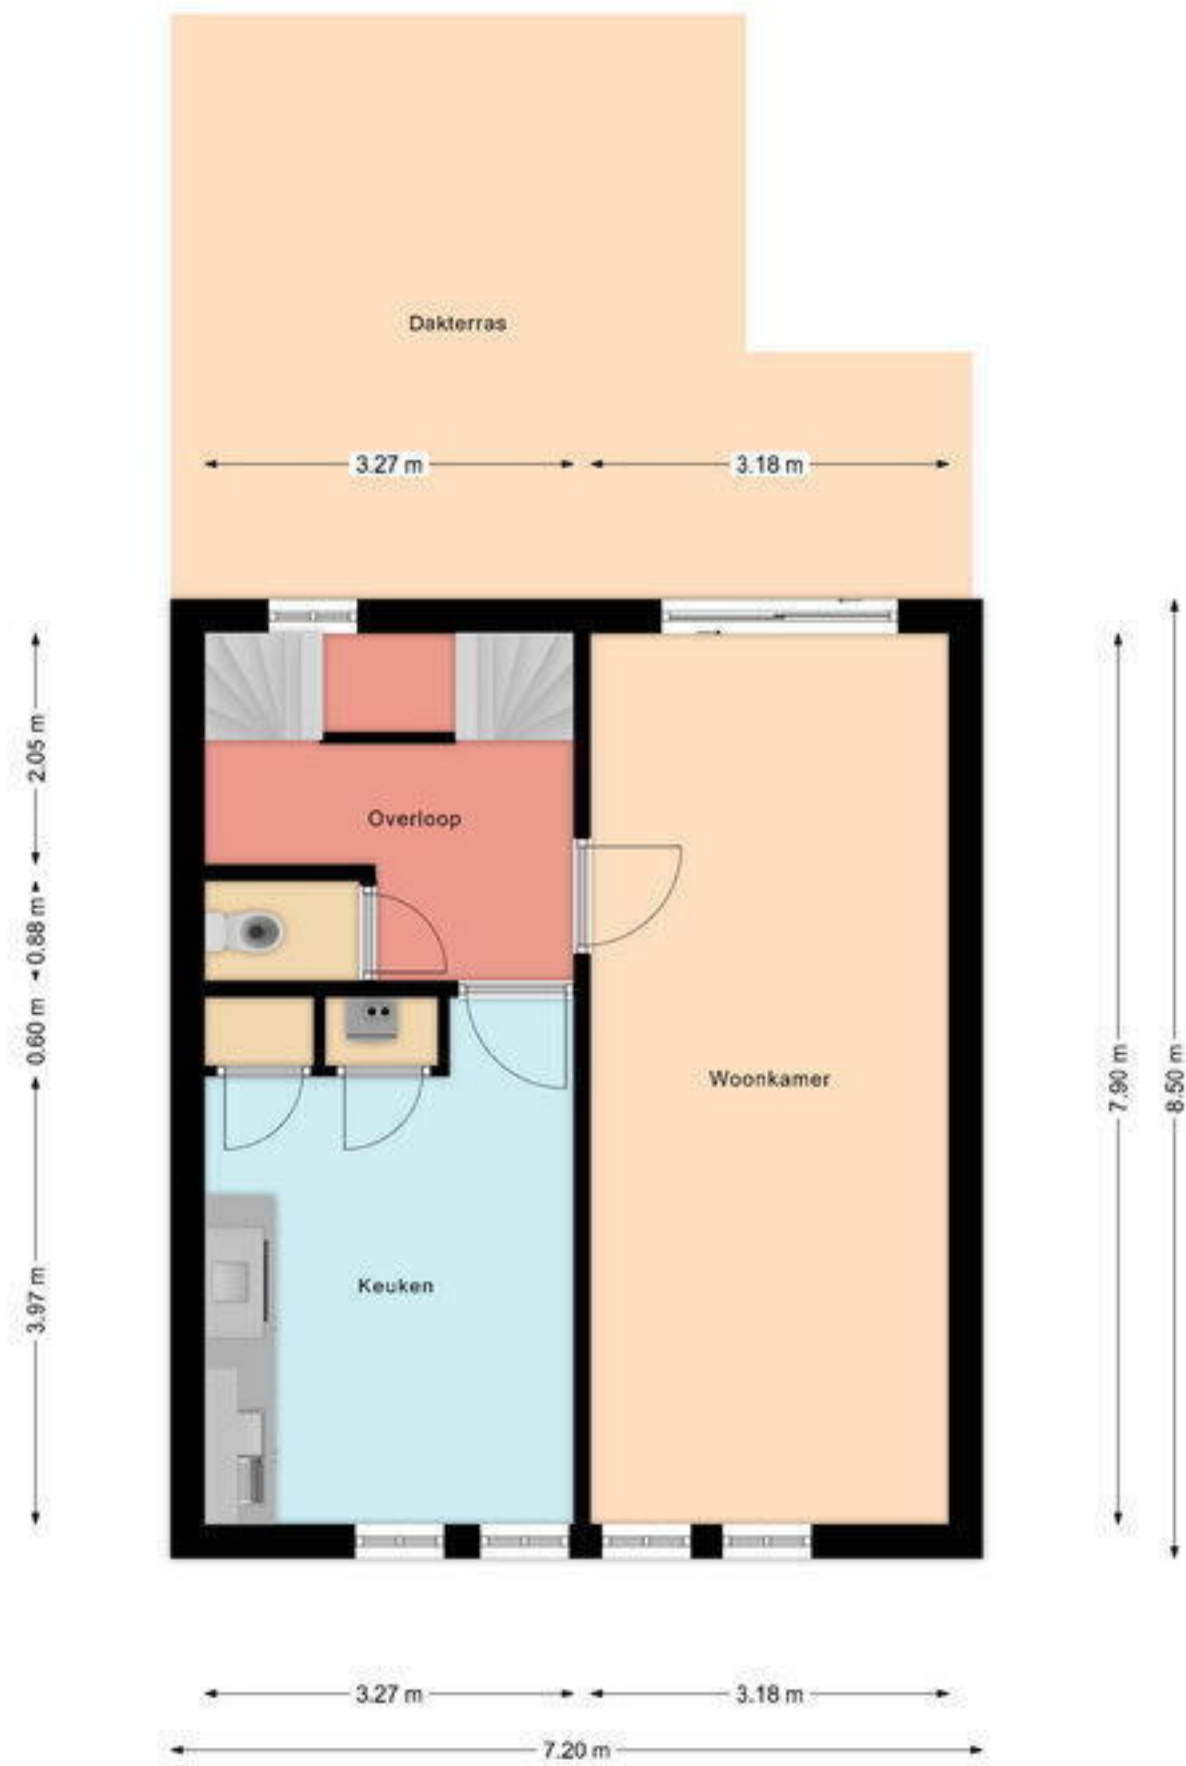 Dakterras
3.27 m
3.18 m
2.05 m
Overloop
0.88 m
0.60 m
Woonkamer
7.90 m
8.50 m
Keuken
3.97 m
3.27 m
3.18 m
7.20 m